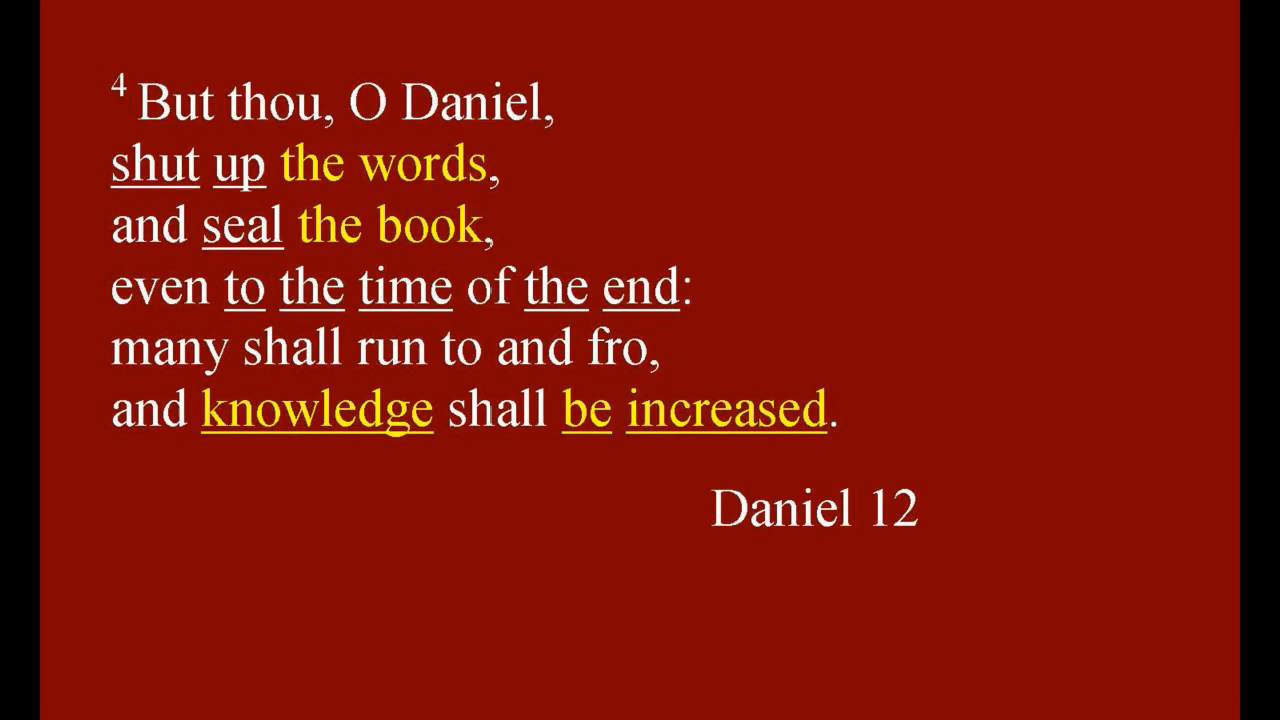 4 But thou, O Daniel,
shut up the words,
and seal the book,
even to the time of the end:
many shall run to and fro,
and knowledge shall be increased.
Daniel 12